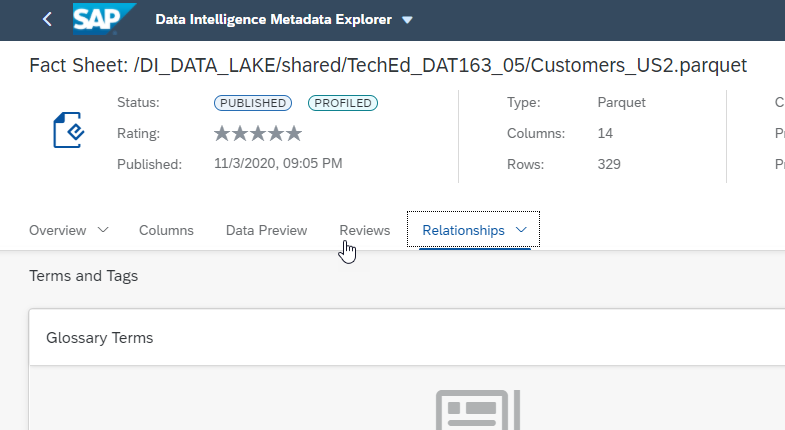 SAP Data Intelligence Metadata Explorer
Fact Sheet: /DI_DATA_LAKE/shared/TechEd_DAT163_05/Customers_US2.parquet
Status: PUBLISHED PROFILED Type: Parquet
Rating: Columns: 14
Published: 11/3/2020, 09:05 PM Rows: 329
Overview Columns Data Preview Reviews Relationships
Terms and Tags
Glossary Terms